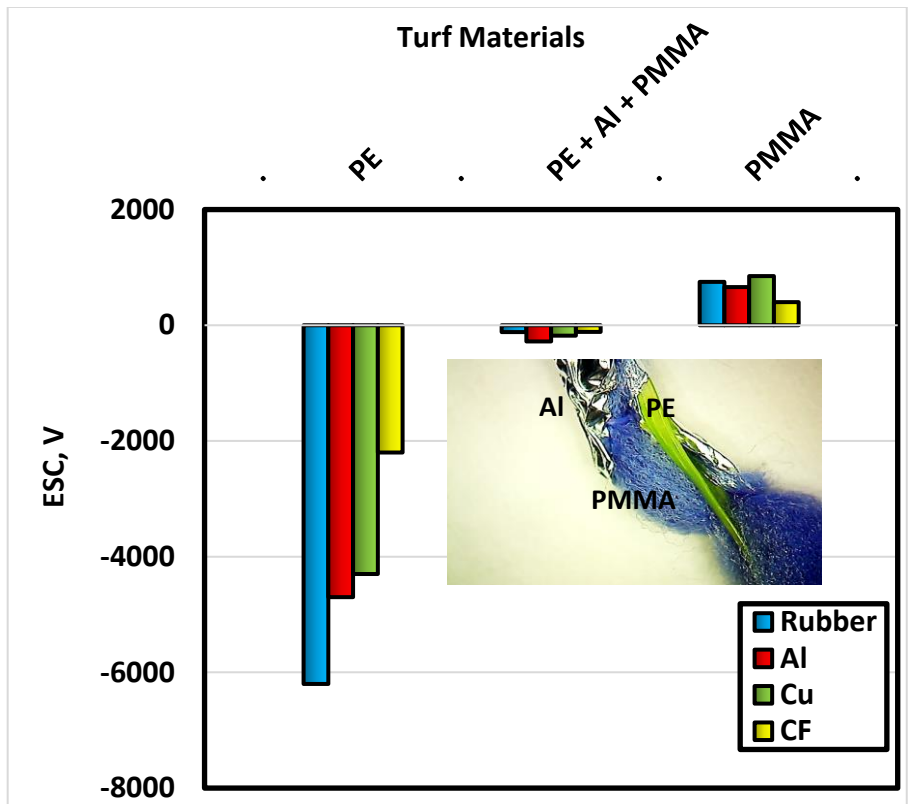 Turf Materials
PE
PE + Al + PMMA
PMMA
2000
0
-2000
-4000
-6000
-8000
ESC, V
Al
PE
PMMA
Rubber
Al
Cu
CF